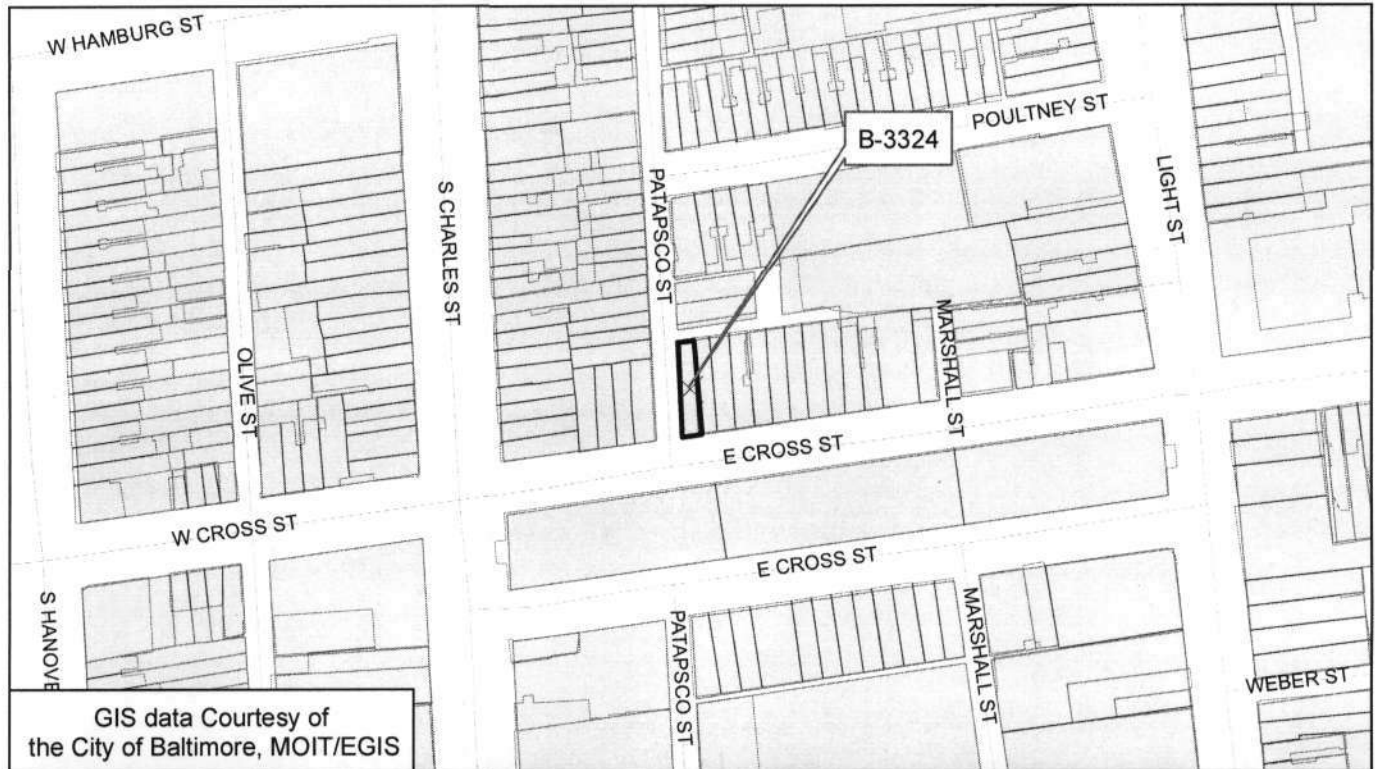 W HAMBURG ST
POULTNEY ST
B-3324
S CHARLES ST
PATAPSCO ST
LIGHT ST
MARSHALL ST
OLIVE ST
E CROSS ST
W CROSS ST
E CROSS ST
S HANOVE
PATAPSCO ST
MARSHALL ST
WEBER ST
GIS data Courtesy of
the City of Baltimore, MOIT/EGIS